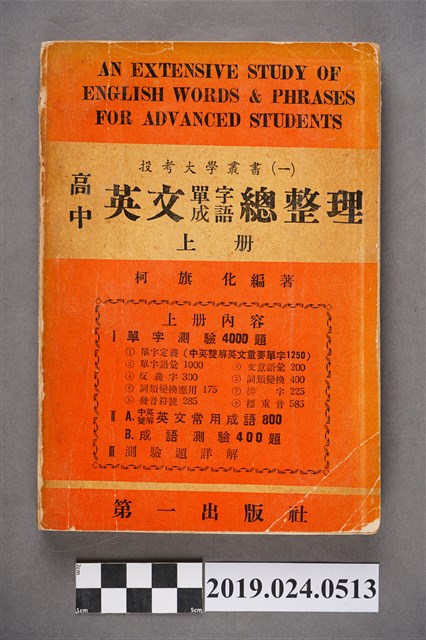 AN EXTENSIVE STUDY OF
ENGLISH WORDS & PHRASES
FOR ADVANCED STUDENTS
投考大學叢書(一)
高中 英文單字成語總整理
上册
柯旗化編著
上册內容
I 單字測驗4000題
① 單字定義(中英雙解英文重要單字1250)
② 單字語彙 1000
③ 文意語彙 200
④ 反義字 300
⑤ 詞類變換 400
⑥ 詞類變換應用 175
⑦ 拚字 225
⑧ 發音符號 285
⑨ 標重音 585
II A. 中英雙解 英文常用成語 800
B. 成語測驗400題
III 測驗題詳解
第一出版社
2cm
1cm
5cm
2019.024.0513